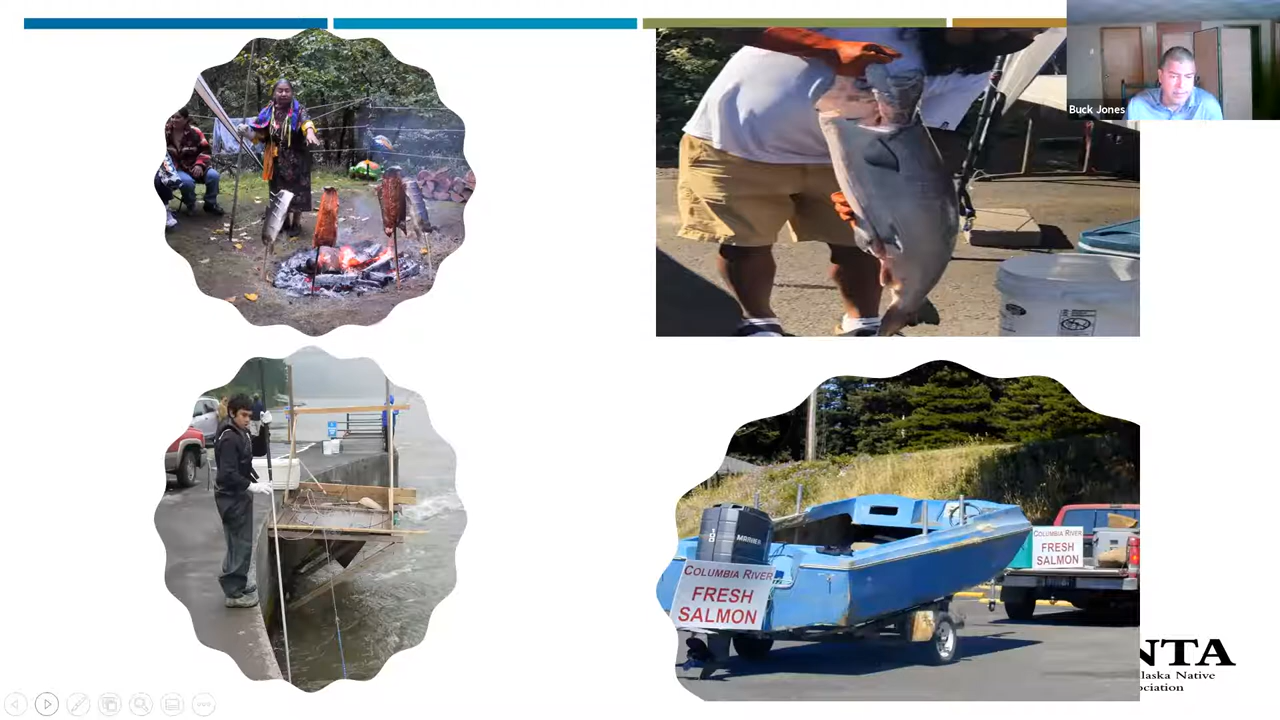 Buck Jones
MARINER
COLUMBIA RIVER
FRESH
SALMON
COLUMBIA RIVER
FRESH
SALMON
NTA
laska Native
ociation